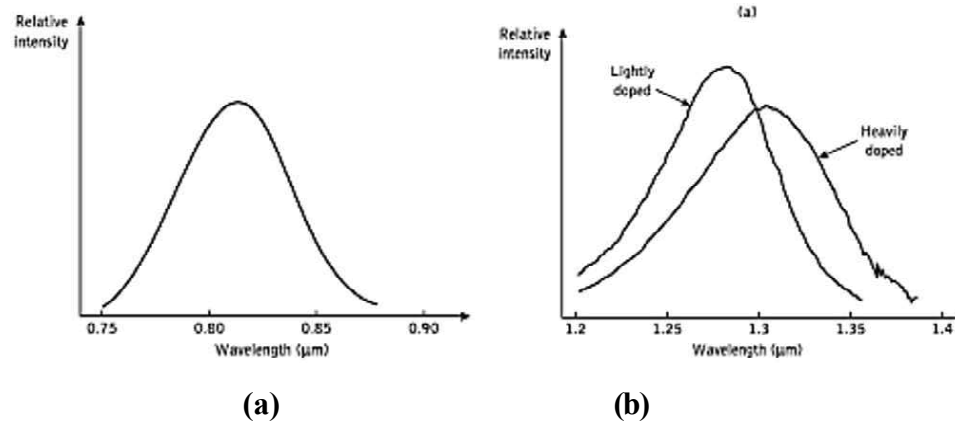 Relative
intensity
0.75 0.80 0.85 0.90
Wavelength (μm)
(a)
(a)
Relative
intensity
Lightly
doped
Heavily
doped
1.2 1.25 1.3 1.35 1.4
Wavelength (μm)
(b)